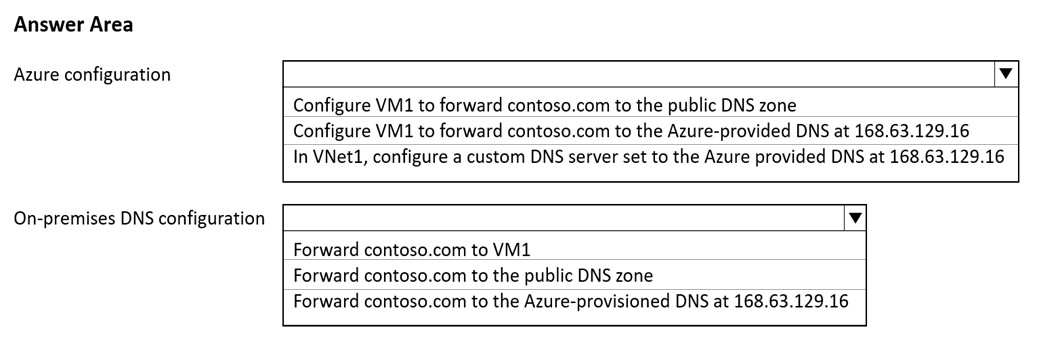 Answer Area
Azure configuration
Configure VM1 to forward contoso.com to the public DNS zone
Configure VM1 to forward contoso.com to the Azure-provided DNS at 168.63.129.16
In VNet1, configure a custom DNS server set to the Azure provided DNS at 168.63.129.16
On-premises DNS configuration
Forward contoso.com to VM1
Forward contoso.com to the public DNS zone
Forward contoso.com to the Azure-provisioned DNS at 168.63.129.16